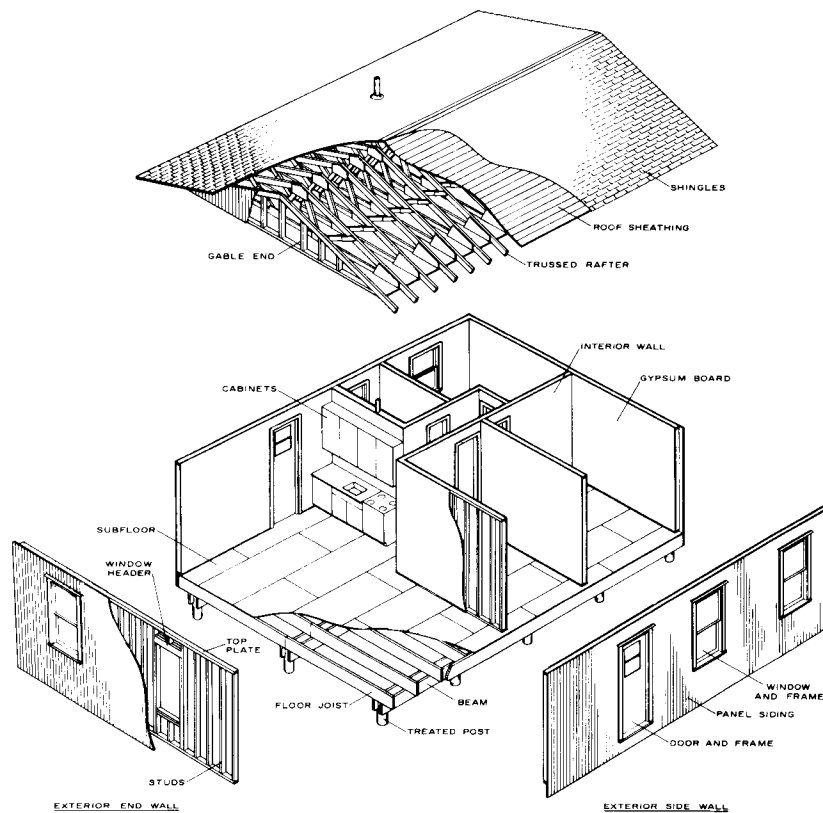 SHINGLES
ROOF SHEATHING
GABLE END
TRUSSED RAFTER
INTERIOR WALL
GYPSUM BOARD
CABINETS
SUBFLOOR
WINDOW
HEADER
TOP
PLATE
FLOOR JOIST
BEAM
TREATED POST
WINDOW
AND FRAME
PANEL SIDING
DOOR AND FRAME
STUDS
EXTERIOR END WALL
EXTERIOR SIDE WALL